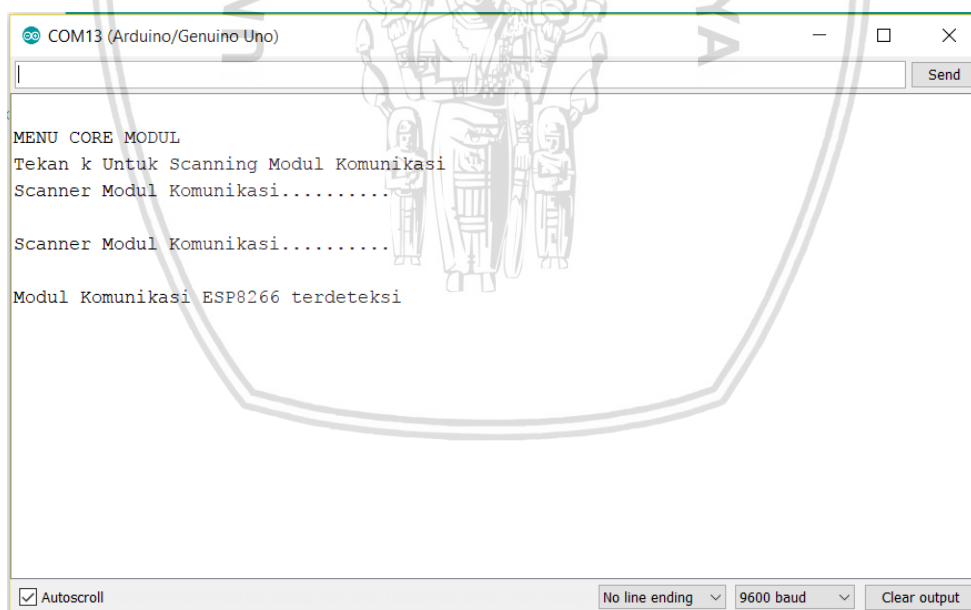 COM13 (Arduino/Genuino Uno)
Send
MENU CORE MODUL
Tekan k Untuk Scanning Modul Komunikasi
Scanner Modul Komunikasi..........
Scanner Modul Komunikasi..........
Modul Komunikasi ESP8266 terdeteksi
Autoscroll
No line ending
9600 baud
Clear output